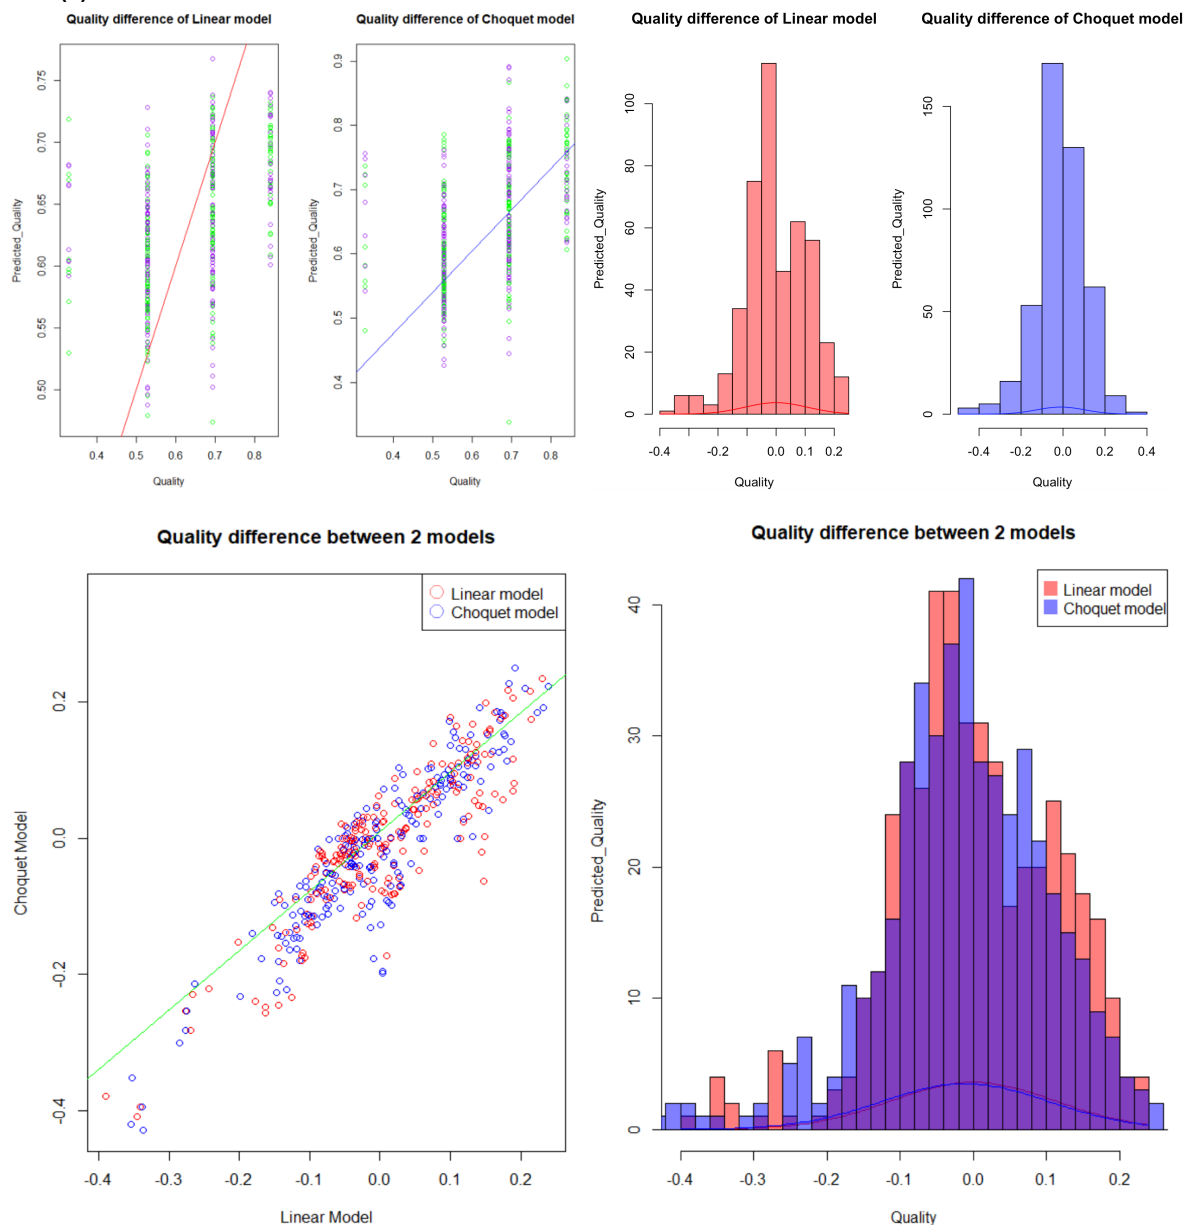 Quality difference of Linear model
Predicted_Quality
0.75
0.70
0.65
0.60
0.55
0.50
0.4 0.5 0.6 0.7 0.8
Quality
Quality difference of Choquet model
Predicted_Quality
0.9
0.8
0.7
0.6
0.5
0.4
0.4 0.5 0.6 0.7 0.8
Quality
Quality difference of Linear model
Predicted_Quality
100
80
60
40
20
0
-0.4 -0.2 0.0 0.2
Quality
Quality difference of Choquet model
Predicted_Quality
150
100
50
0
-0.4 -0.2 0.0 0.2 0.4
Quality
Quality difference between 2 models
Linear model
Choquet model
Choquet Model
0.2
0.0
-0.2
-0.4
-0.4 -0.3 -0.2 -0.1 0.0 0.1 0.2
Linear Model
Quality difference between 2 models
Linear model
Choquet model
Predicted_Quality
40
30
20
10
0
-0.4 -0.3 -0.2 -0.1 0.0 0.1 0.2
Quality